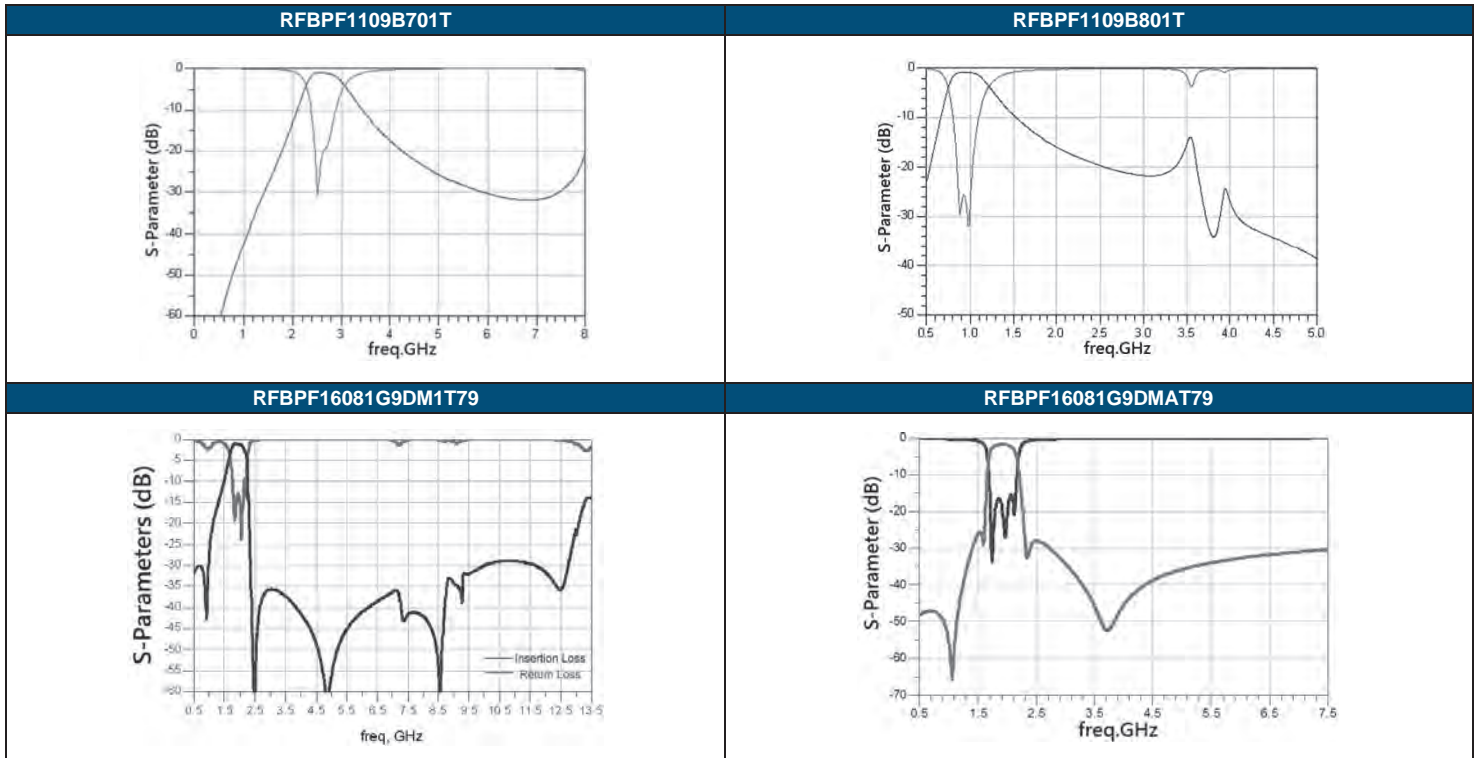 RFBPF1109B701T
S-Parameter (dB)
0
-10
-20
-30
-40
-50
-60
0 1 2 3 4 5 6 7 8
freq.GHz
RFBPF1109B801T
S-Parameter (dB)
0
-10
-20
-30
-40
-50
0.5 1.0 1.5 2.0 2.5 3.0 3.5 4.0 4.5 5.0
freq.GHz
RFBPF16081G9DM1T79
S-Parameters (dB)
0
-5
-10
-15
-20
-25
-30
-35
-40
-45
-50
-55
-60
Insertion Loss
Return Loss
0.5 1.5 2.5 3.5 4.5 5.5 6.5 7.5 8.5 9.5 10.5 11.5 12.5 13.5
freq, GHz
RFBPF16081G9DMAT79
S-Parameter (dB)
0
-10
-20
-30
-40
-50
-60
-70
0.5 1.5 2.5 3.5 4.5 5.5 6.5 7.5
freq.GHz